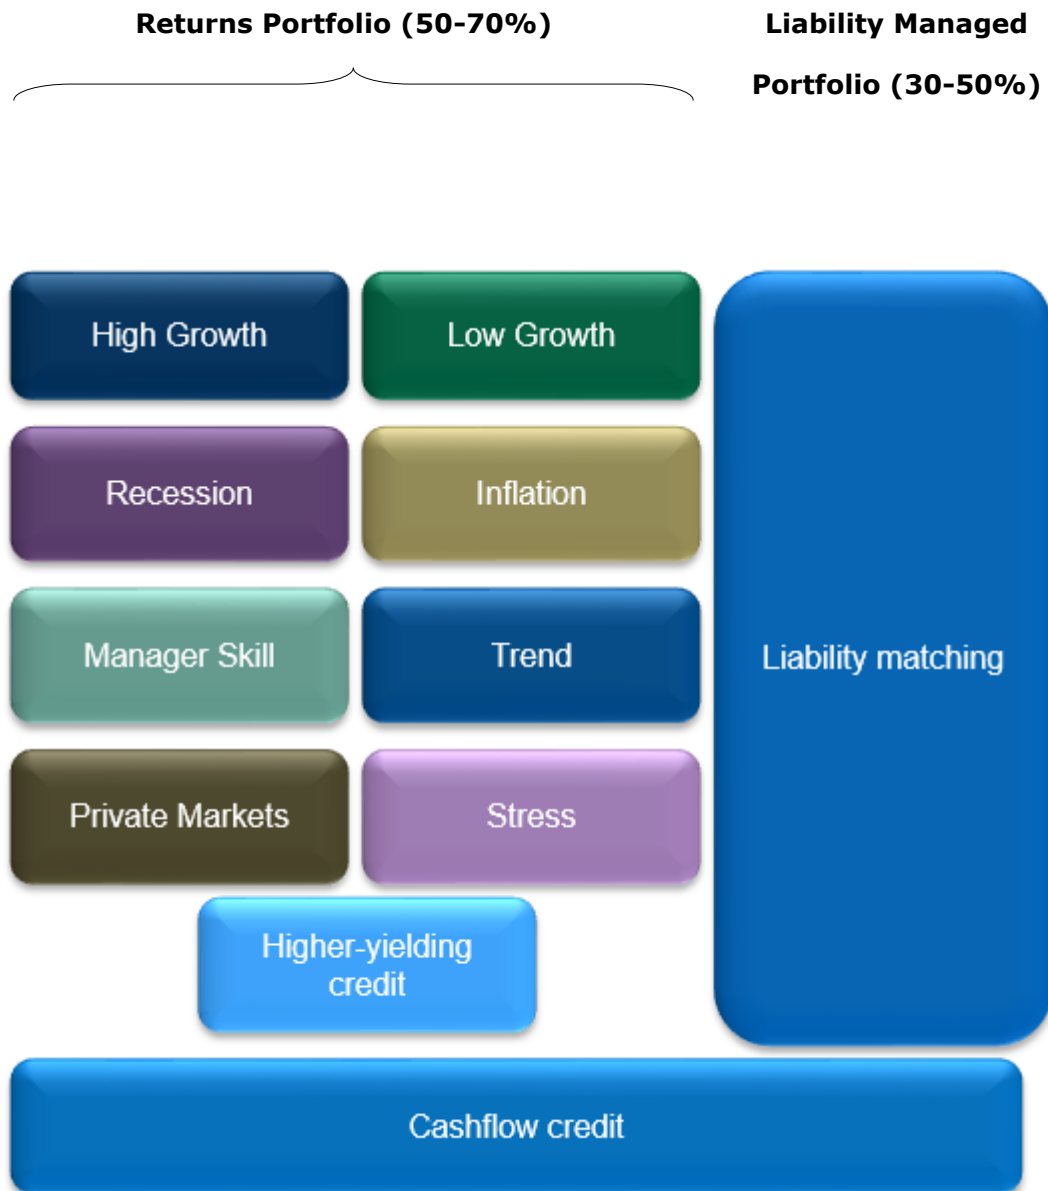 Returns Portfolio (50-70%)
Liability Managed
Portfolio (30-50%)
High Growth
Low Growth
Recession
Inflation
Manager Skill
Trend
Liability matching
Private Markets
Stress
Higher-yielding
credit
Cashflow credit